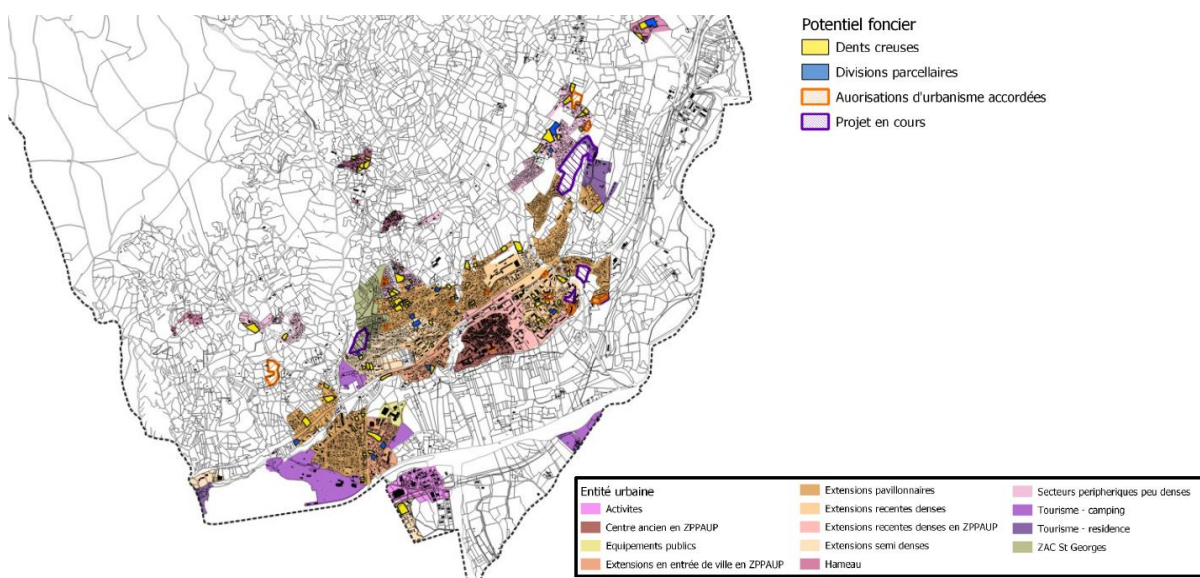 Potentiel foncier
Dents creuses
Divisions parcellaires
Auorisations d'urbanisme accordées
Projet en cours
Entité urbaine
Activites
Centre ancien en ZPPAUP
Equipements publics
Extensions en entrée de ville en ZPPAUP
Extensions pavillonnaires
Extensions recentes denses
Extensions recentes denses en ZPPAUP
Extensions semi denses
Hameau
Secteurs peripheriques peu denses
Tourisme - camping
Tourisme - residence
ZAC St Georges